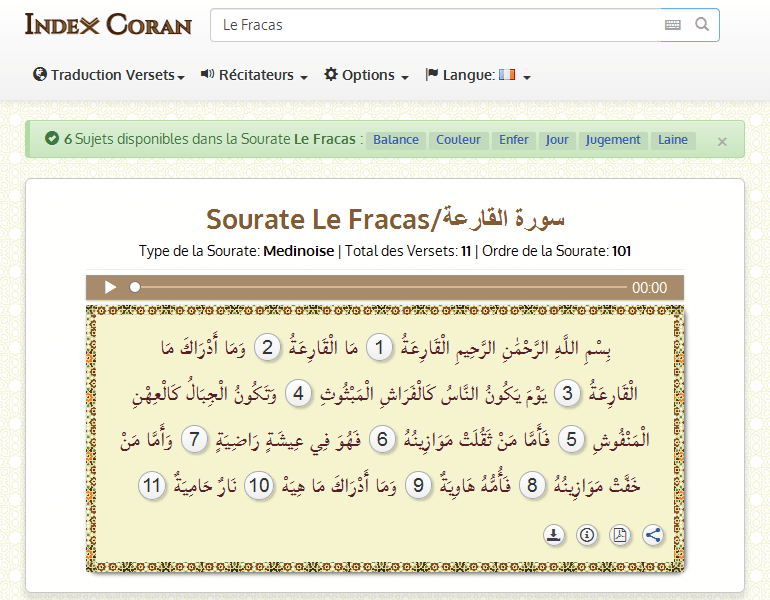 Index Coran
Le Fracas
Traduction Versets Récitateurs Options Langue:
6 Sujets disponibles dans la Sourate Le Fracas : Balance Couleur Enfer Jour Jugement Laine ×
Sourate Le Fracas/سورة القارعة
Type de la Sourate: Medinoise | Total des Versets: 11 | Ordre de la Sourate: 101
00:00
بِسْمِ اللَّهِ الرَّحْمَٰنِ الرَّحِيمِ الْقَارِعَةُ 1 مَا الْقَارِعَةُ 2 وَمَا أَدْرَاكَ مَا
الْقَارِعَةُ 3 يَوْمَ يَكُونُ النَّاسُ كَالْفَرَاشِ الْمَبْثُوثِ 4 وَتَكُونُ الْجِبَالُ كَالْعِهْنِ
الْمَنْفُوشِ 5 فَأَمَّا مَنْ ثَقُلَتْ مَوَازِينُهُ 6 فَهُوَ فِي عِيشَةٍ رَاضِيَةٍ 7 وَأَمَّا مَنْ
خَفَّتْ مَوَازِينُهُ 8 فَأُمُّهُ هَاوِيَةٌ 9 وَمَا أَدْرَاكَ مَا هِيَهْ 10 نَارٌ حَامِيَةٌ 11